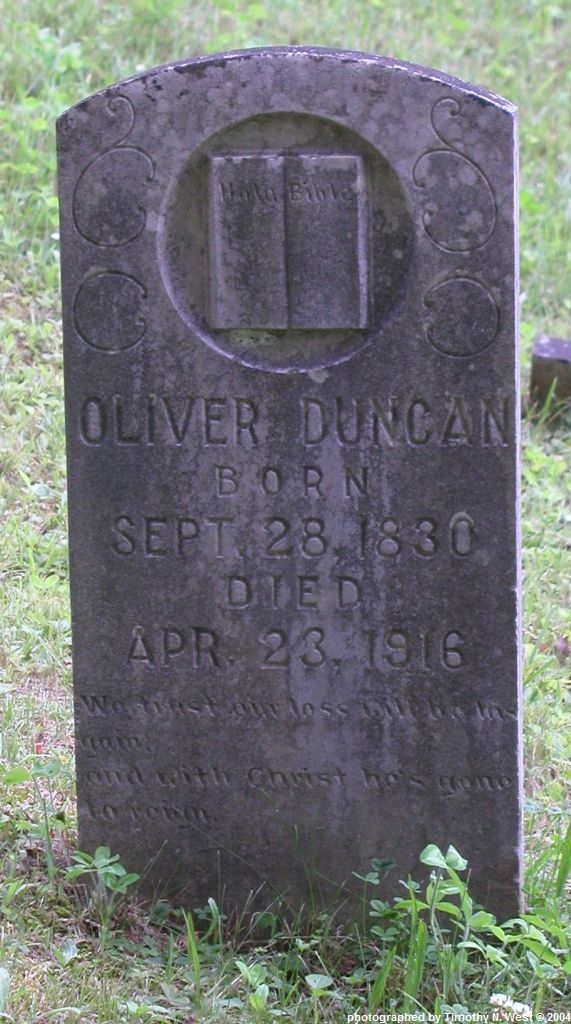 Holy Bible
OLIVER DUNCAN
BORN
SEPT. 28, 1830
DIED
APR. 23, 1916
We trust our loss will be his
gain,
and with Christ he's gone
to reign.
photographed by Timothy N. West © 2004